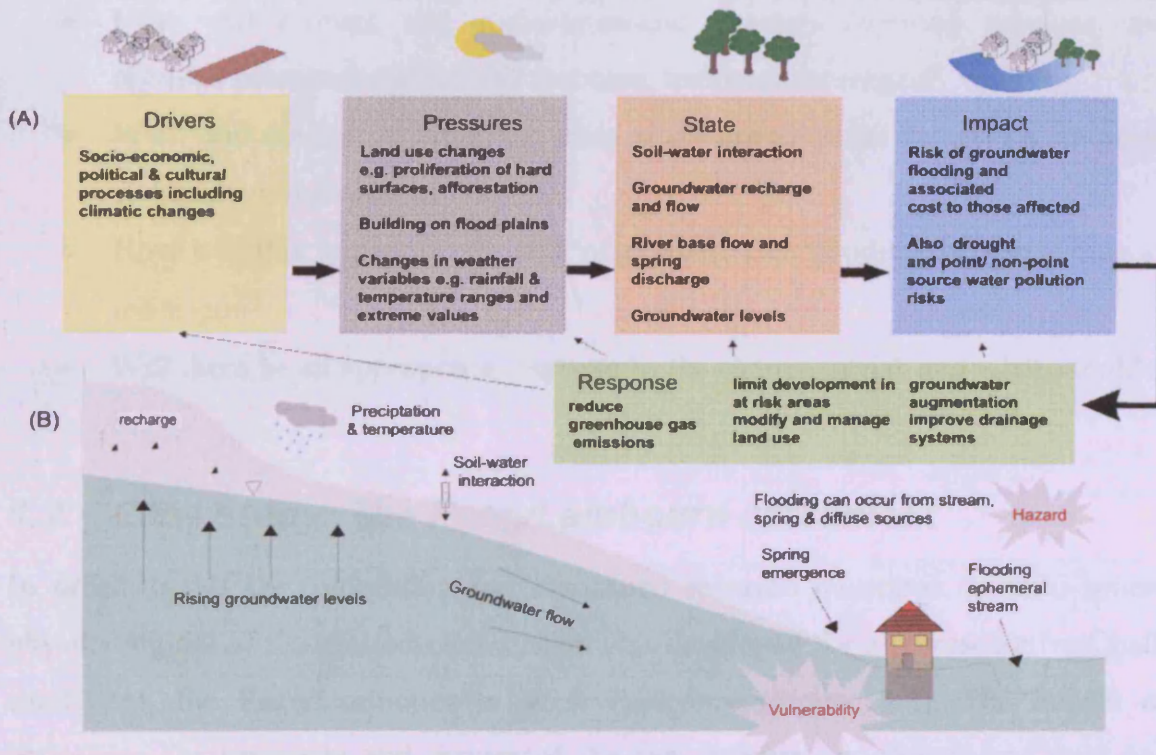 (A)
Drivers
Socio-economic,
political & cultural
processes including
climatic changes
Pressures
Land use changes
e.g. proliferation of hard
surfaces, afforestation
Building on flood plains
Changes in weather
variables e.g. rainfall &
temperature ranges and
extreme values
State
Soil-water interaction
Groundwater recharge
and flow
River base flow and
spring
discharge
Groundwater levels
Impact
Risk of groundwater
flooding and
associated
cost to those affected
Also drought
and point/ non-point
source water pollution
risks
Response
reduce
greenhouse gas
emissions
limit development in
at risk areas
modify and manage
land use
groundwater
augmentation
improve drainage
systems
(B)
recharge
Precipitation
& temperature
Soil-water
interaction
Rising groundwater levels
Groundwater flow
Flooding can occur from stream,
spring & diffuse sources
Hazard
Spring
emergence
Flooding
ephemeral
stream
Vulnerability